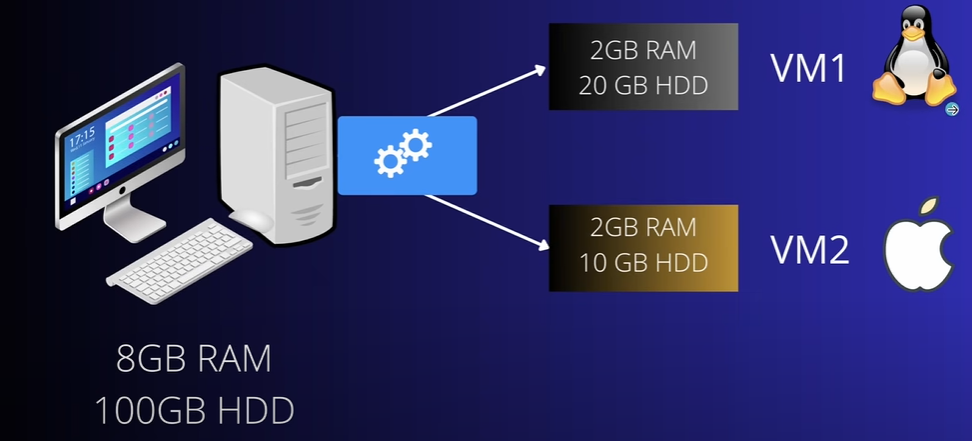 2GB RAM
20 GB HDD
VM1
17:15
2GB RAM
10 GB HDD
VM2
8GB RAM
100GB HDD